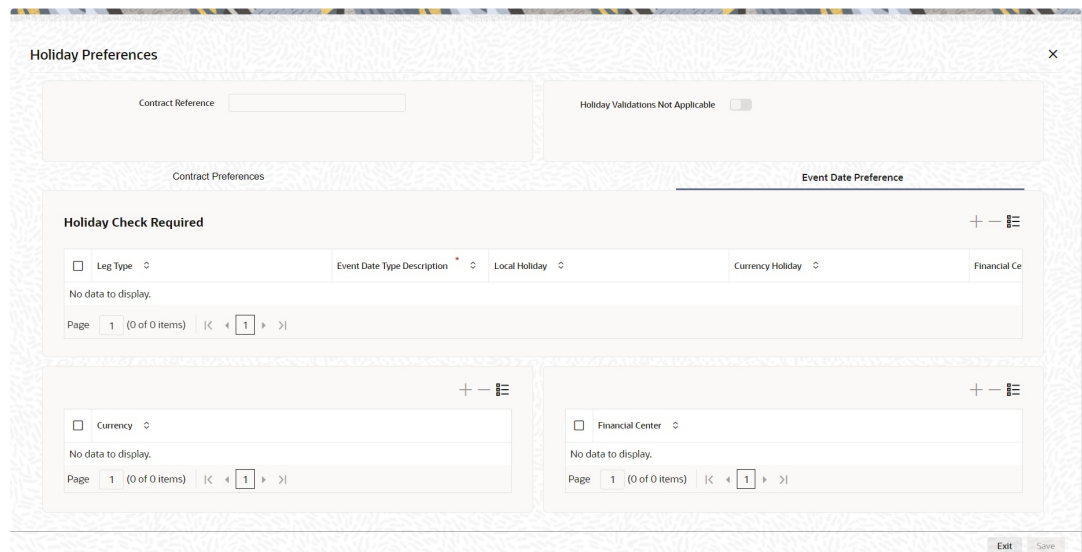 Holiday Preferences
Contract Reference
Holiday Validations Not Applicable
Contract Preferences Event Date Preference
Holiday Check Required
Leg Type Event Date Type Description * Local Holiday Currency Holiday Financial Ce
No data to display.
Page 1 (0 of 0 items) 1
Currency
No data to display.
Page 1 (0 of 0 items) 1
Financial Center
No data to display.
Page 1 (0 of 0 items) 1
Exit Save